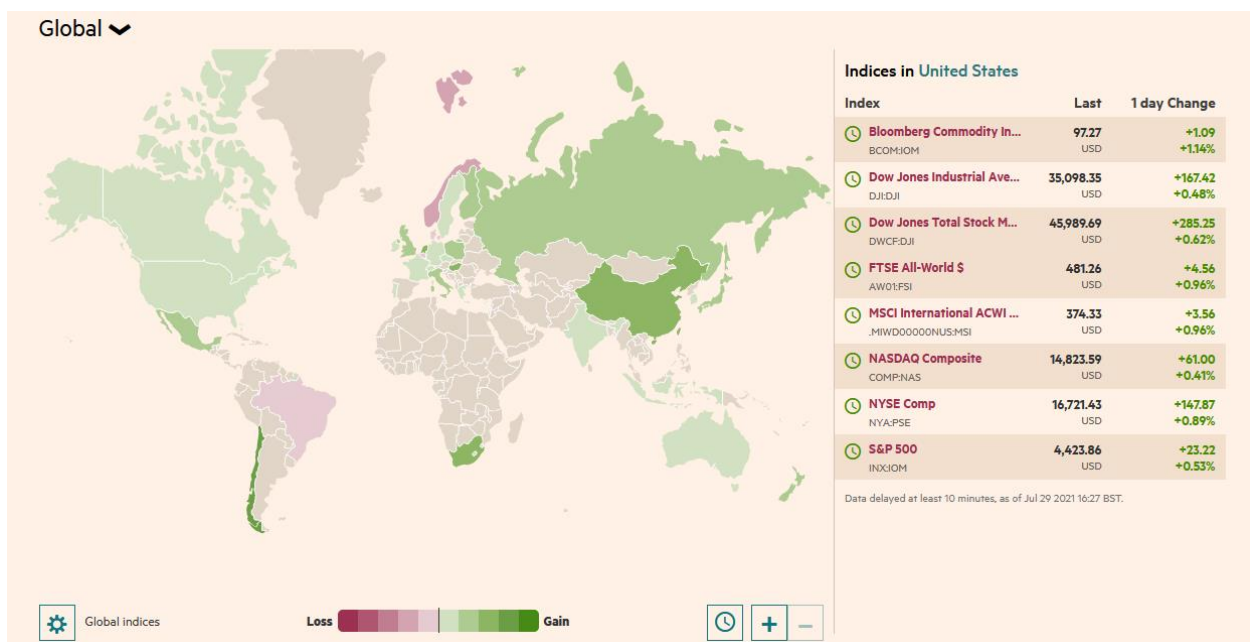 Global
Indices in United States
Index Last 1 day Change
Bloomberg Commodity In... 97.27 +1.09
BCOM:IOM USD +1.14%
Dow Jones Industrial Ave... 35,098.35 +167.42
DJI:DJI USD +0.48%
Dow Jones Total Stock M... 45,989.69 +285.25
DWCF:DJI USD +0.62%
FTSE All-World $ 481.26 +4.56
AW01:FSI USD +0.96%
MSCI International ACWI ... 374.33 +3.56
.MIWD00000NUS:MSI USD +0.96%
NASDAQ Composite 14,823.59 +61.00
COMP:NAS USD +0.41%
NYSE Comp 16,721.43 +147.87
NYA:PSE USD +0.89%
S&P 500 4,423.86 +23.22
INX:IOM USD +0.53%
Data delayed at least 10 minutes, as of Jul 29 2021 16:27 BST.
Global indices Loss Gain